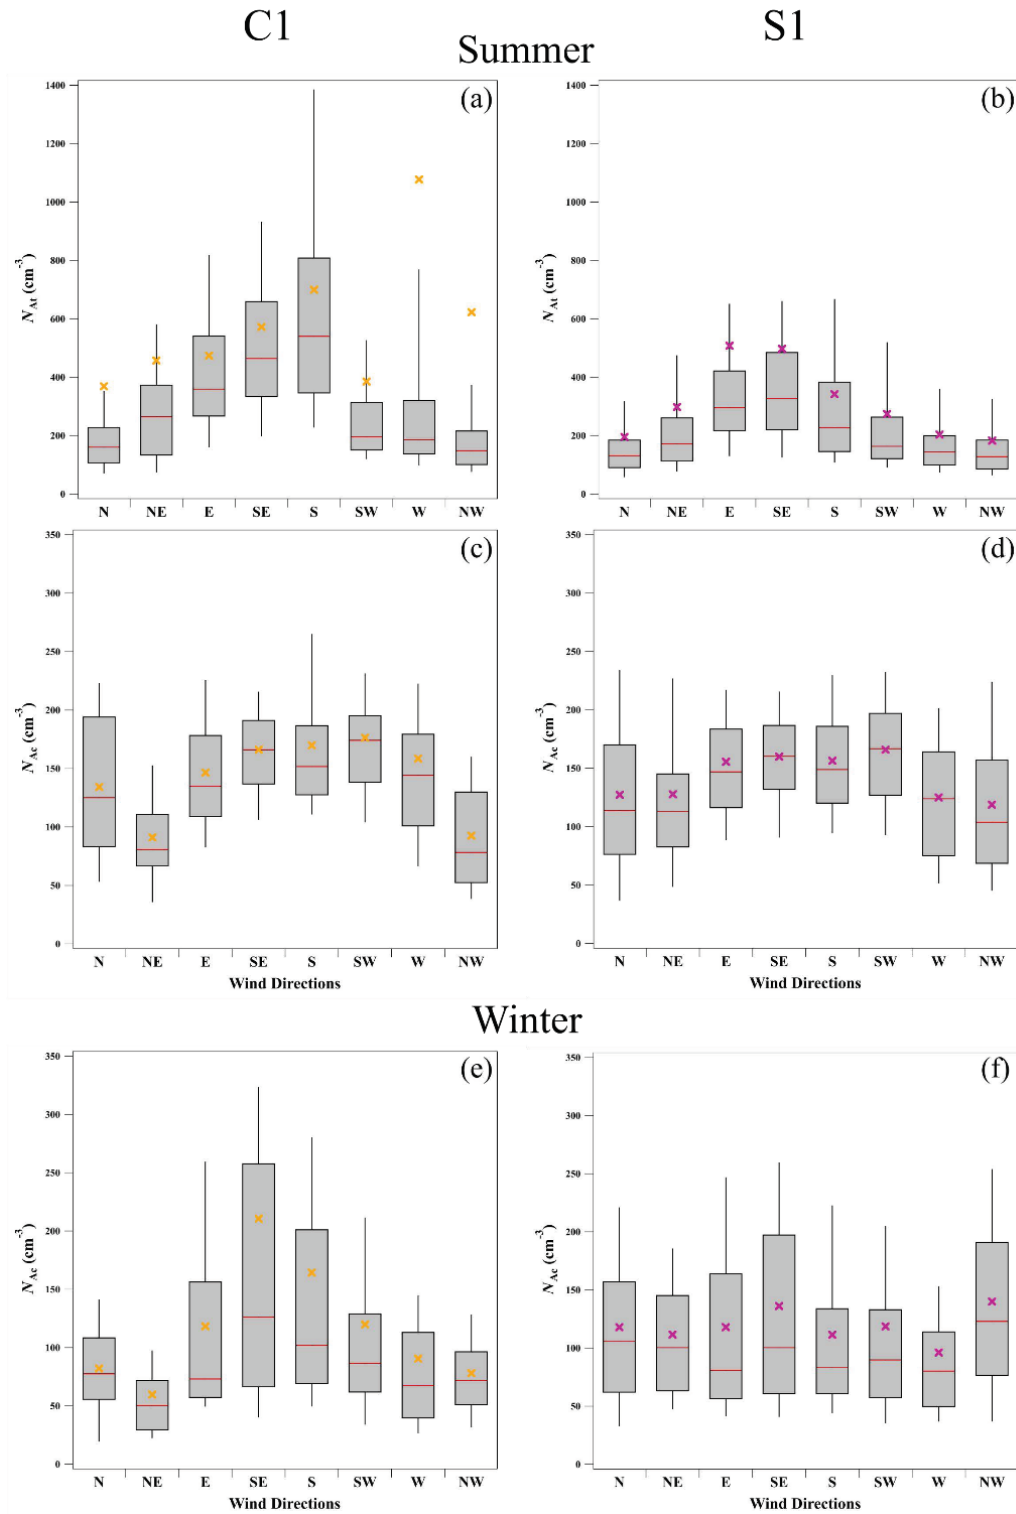 C1 S1
Summer
(a) (b)
1400 1400
1200 1200
1000 1000
800 800
N_At (cm^-3) N_At (cm^-3)
600 600
400 400
200 200
0 0
N NE E SE S SW W NW N NE E SE S SW W NW
(c) (d)
350 350
300 300
250 250
200 200
N_Ac (cm^-3) N_Ac (cm^-3)
150 150
100 100
50 50
0 0
N NE E SE S SW W NW N NE E SE S SW W NW
Wind Directions Wind Directions
Winter
(e) (f)
350 350
300 300
250 250
200 200
N_Ac (cm^-3) N_Ac (cm^-3)
150 150
100 100
50 50
0 0
N NE E SE S SW W NW N NE E SE S SW W NW
Wind Directions Wind Directions